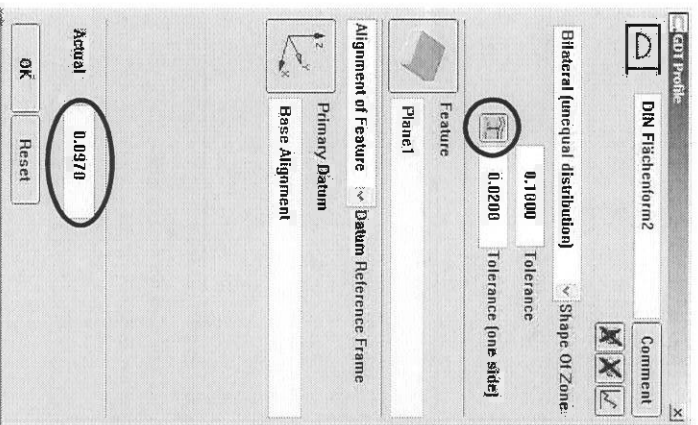 GDT Profile
DIN Flächenform2
Comment
Bilateral (unequal distribution)
Shape Of Zone
0.1000
Tolerance
0.0200
Tolerance (one side)
Feature
Plane1
Alignment of Feature
Datum Reference Frame
Z
Y
X
Primary Datum
Base Alignment
Actual
0.0970
OK
Reset